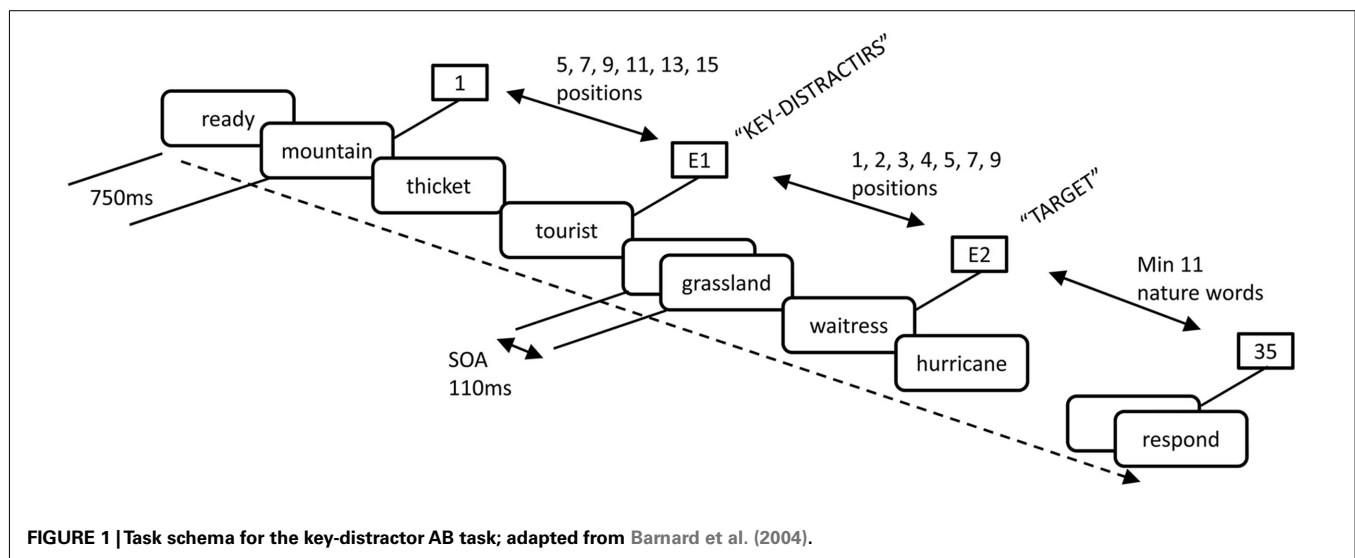 ready
mountain
thicket
tourist
grassland
waitress
hurricane
respond
750ms
1
5, 7, 9, 11, 13, 15
positions
E1
“KEY-DISTRACTIRS”
1, 2, 3, 4, 5, 7, 9
positions
E2
“TARGET”
Min 11
nature words
35
SOA
110ms
FIGURE 1 | Task schema for the key-distractor AB task; adapted from Barnard et al. (2004).